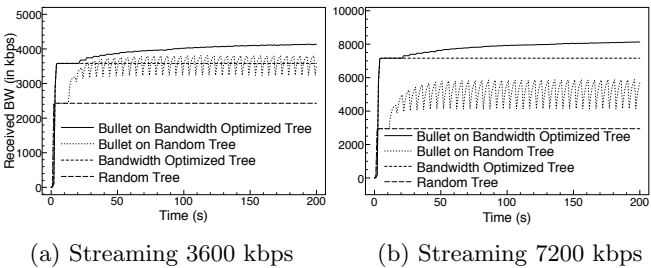 5000
4000
3000
2000
1000
0
Received BW (in kbps)
Bullet on Bandwidth Optimized Tree
Bullet on Random Tree
Bandwidth Optimized Tree
Random Tree
0 50 100 150 200
Time (s)
(a) Streaming 3600 kbps
10000
8000
6000
4000
2000
0
Bullet on Bandwidth Optimized Tree
Bullet on Random Tree
Bandwidth Optimized Tree
Random Tree
0 50 100 150 200
Time (s)
(b) Streaming 7200 kbps